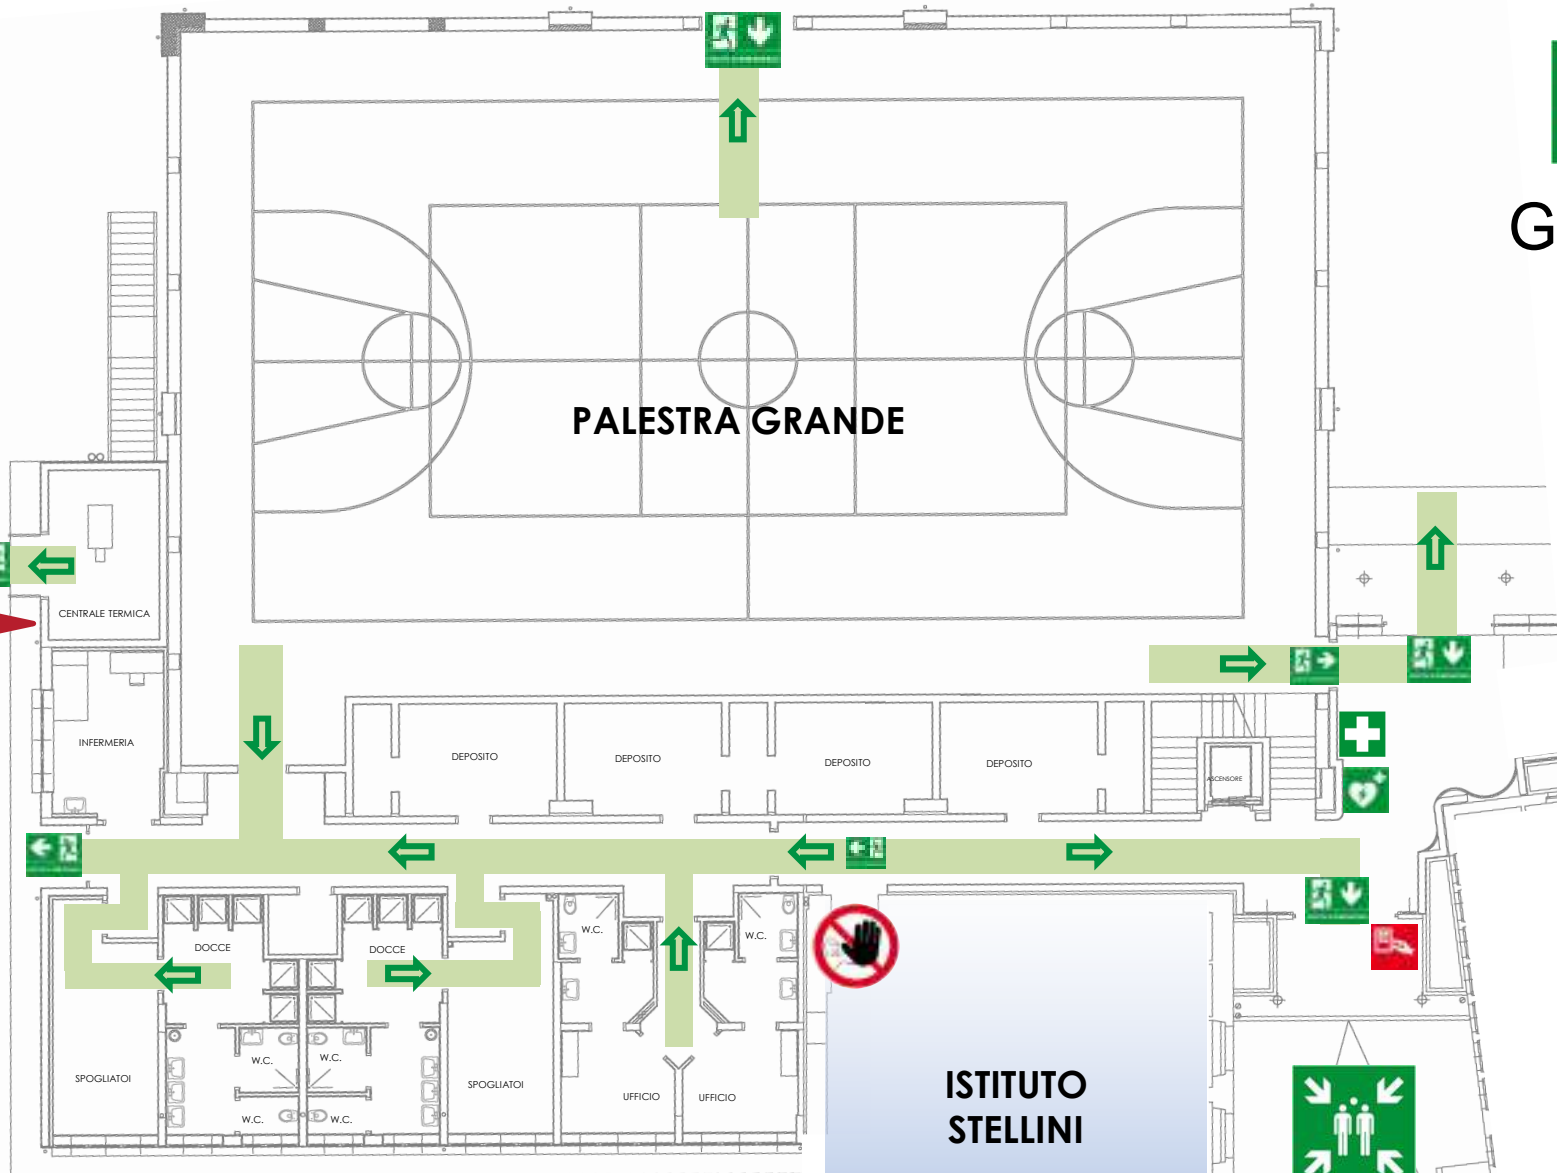 G
PALESTRA GRANDE
CENTRALE TERMICA
INFERMERIA
DEPOSITO
DEPOSITO
DEPOSITO
DEPOSITO
ASCENSORE
W.C.
W.C.
DOCCE
DOCCE
W.C.
W.C.
SPOGLIATOI
SPOGLIATOI
UFFICIO
UFFICIO
W.C.
W.C.
ISTITUTO
STELLINI